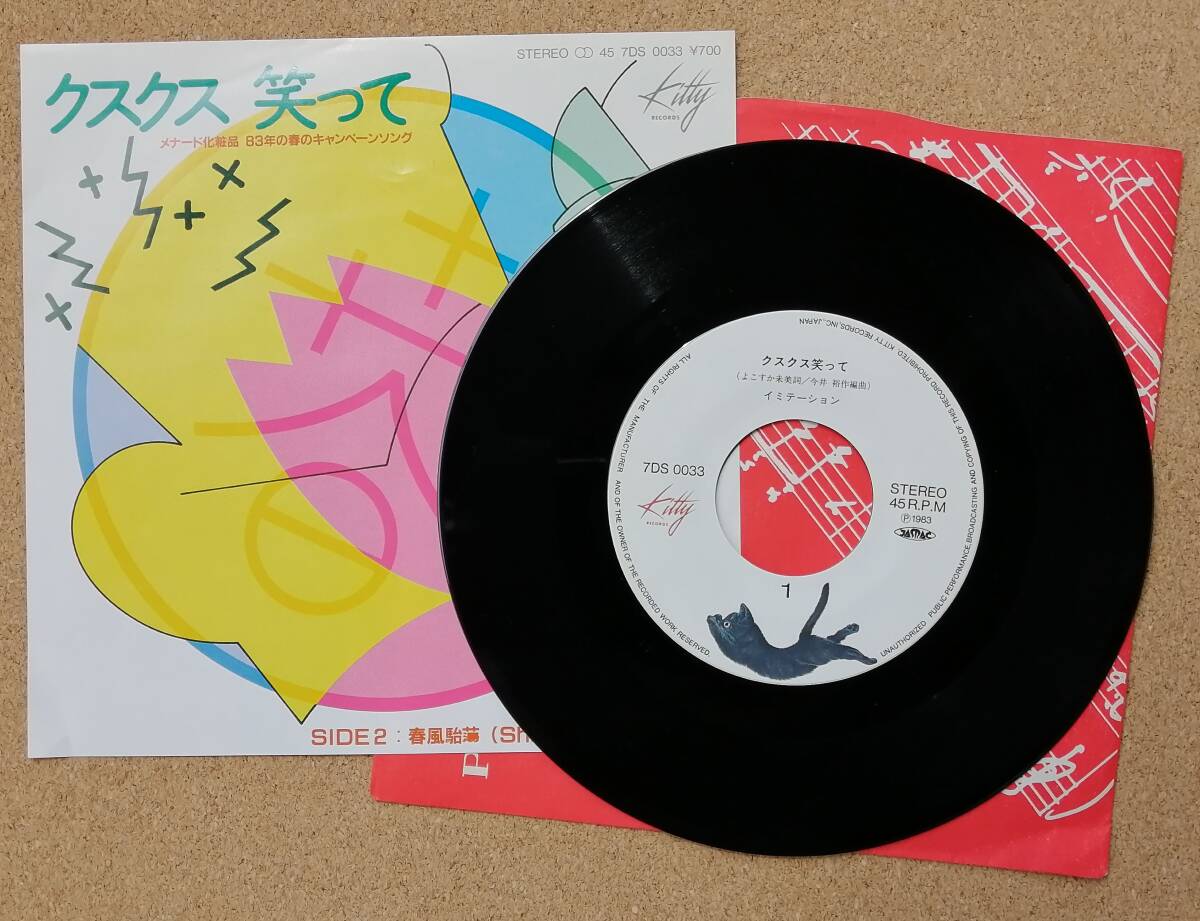 STEREO 45 7DS 0033 ¥700
クスクス 笑って
メナード化粧品 83年の春のキャンペーンソング
Kitty
RECORDS
SIDE 2 : 春風駘蕩 (Sh
クスクス笑って
(よこすか未美詞/今井 裕作編曲)
イミテーション
7DS 0033
Kitty
RECORDS
STEREO
45 R.P.M
Ⓟ1983
JASRAC
1
ALL RIGHTS OF THE MANUFACTURER AND OF THE OWNER OF THE RECORDED WORK RESERVED.
UNAUTHORIZED PUBLIC PERFORMANCE, BROADCASTING AND COPYING OF THIS RECORD PROHIBITED. KITTY RECORDS, INC., JAPAN
P